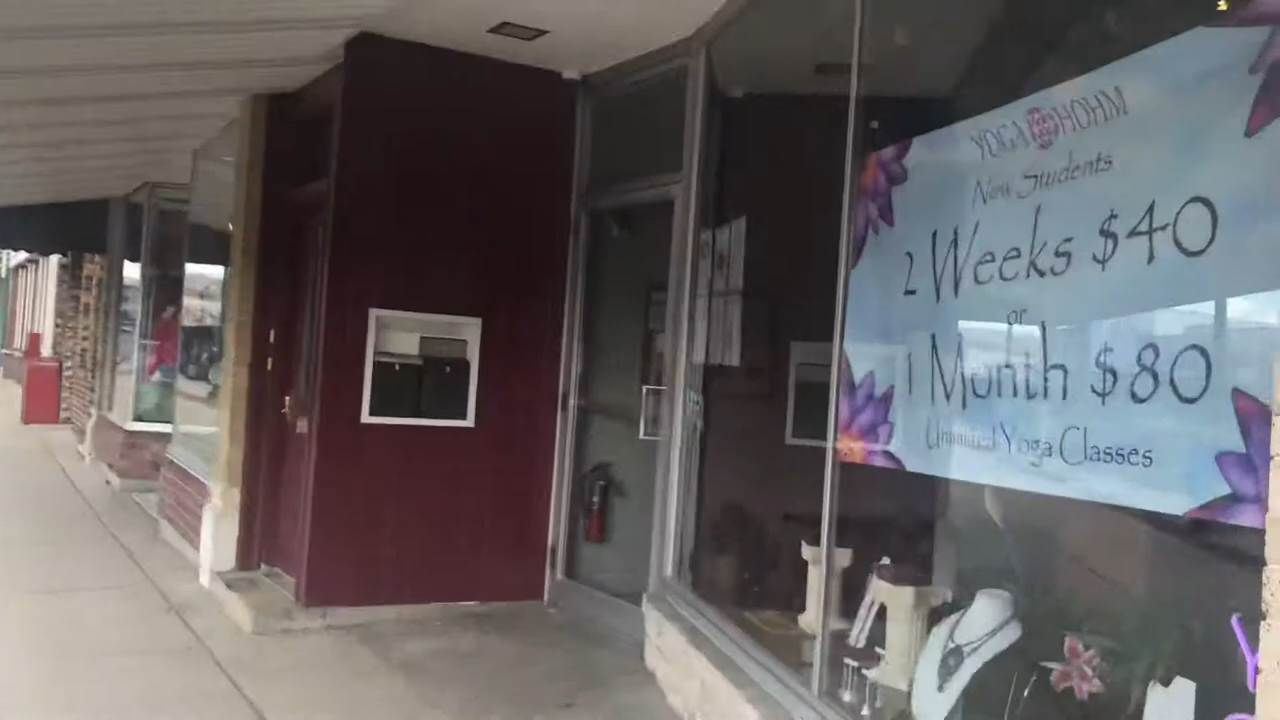 YOGA HOHM
New Students
2 Weeks $40
or
1 Month $80
Unlimited Yoga Classes